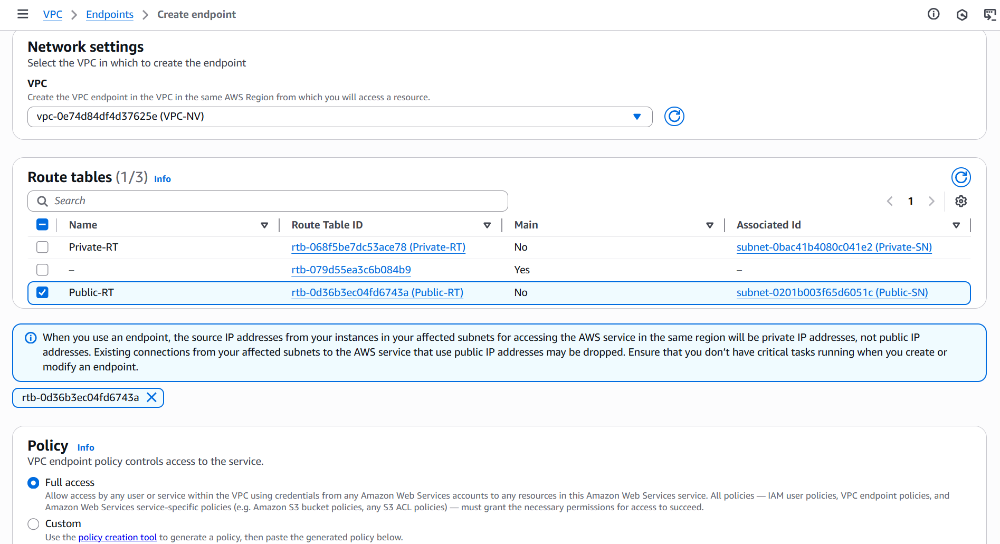 VPC > Endpoints > Create endpoint
Network settings
Select the VPC in which to create the endpoint
VPC
Create the VPC endpoint in the VPC in the same AWS Region from which you will access a resource.
vpc-0e74d84df4d37625e (VPC-NV)
Route tables (1/3) Info
Search
1
Name Route Table ID Main Associated Id
Private-RT rtb-068f5be7dc53ace78 (Private-RT) No subnet-0bac41b4080c041e2 (Private-SN)
– rtb-079d55ea3c6b084b9 Yes –
Public-RT rtb-0d36b3ec04fd6743a (Public-RT) No subnet-0201b003f65d6051c (Public-SN)
When you use an endpoint, the source IP addresses from your instances in your affected subnets for accessing the AWS service in the same region will be private IP addresses, not public IP
addresses. Existing connections from your affected subnets to the AWS service that use public IP addresses may be dropped. Ensure that you don’t have critical tasks running when you create or
modify an endpoint.
rtb-0d36b3ec04fd6743a
Policy Info
VPC endpoint policy controls access to the service.
Full access
Allow access by any user or service within the VPC using credentials from any Amazon Web Services accounts to any resources in this Amazon Web Services service. All policies — IAM user policies, VPC endpoint policies, and
Amazon Web Services service-specific policies (e.g. Amazon S3 bucket policies, any S3 ACL policies) — must grant the necessary permissions for access to succeed.
Custom
Use the policy creation tool to generate a policy, then paste the generated policy below.